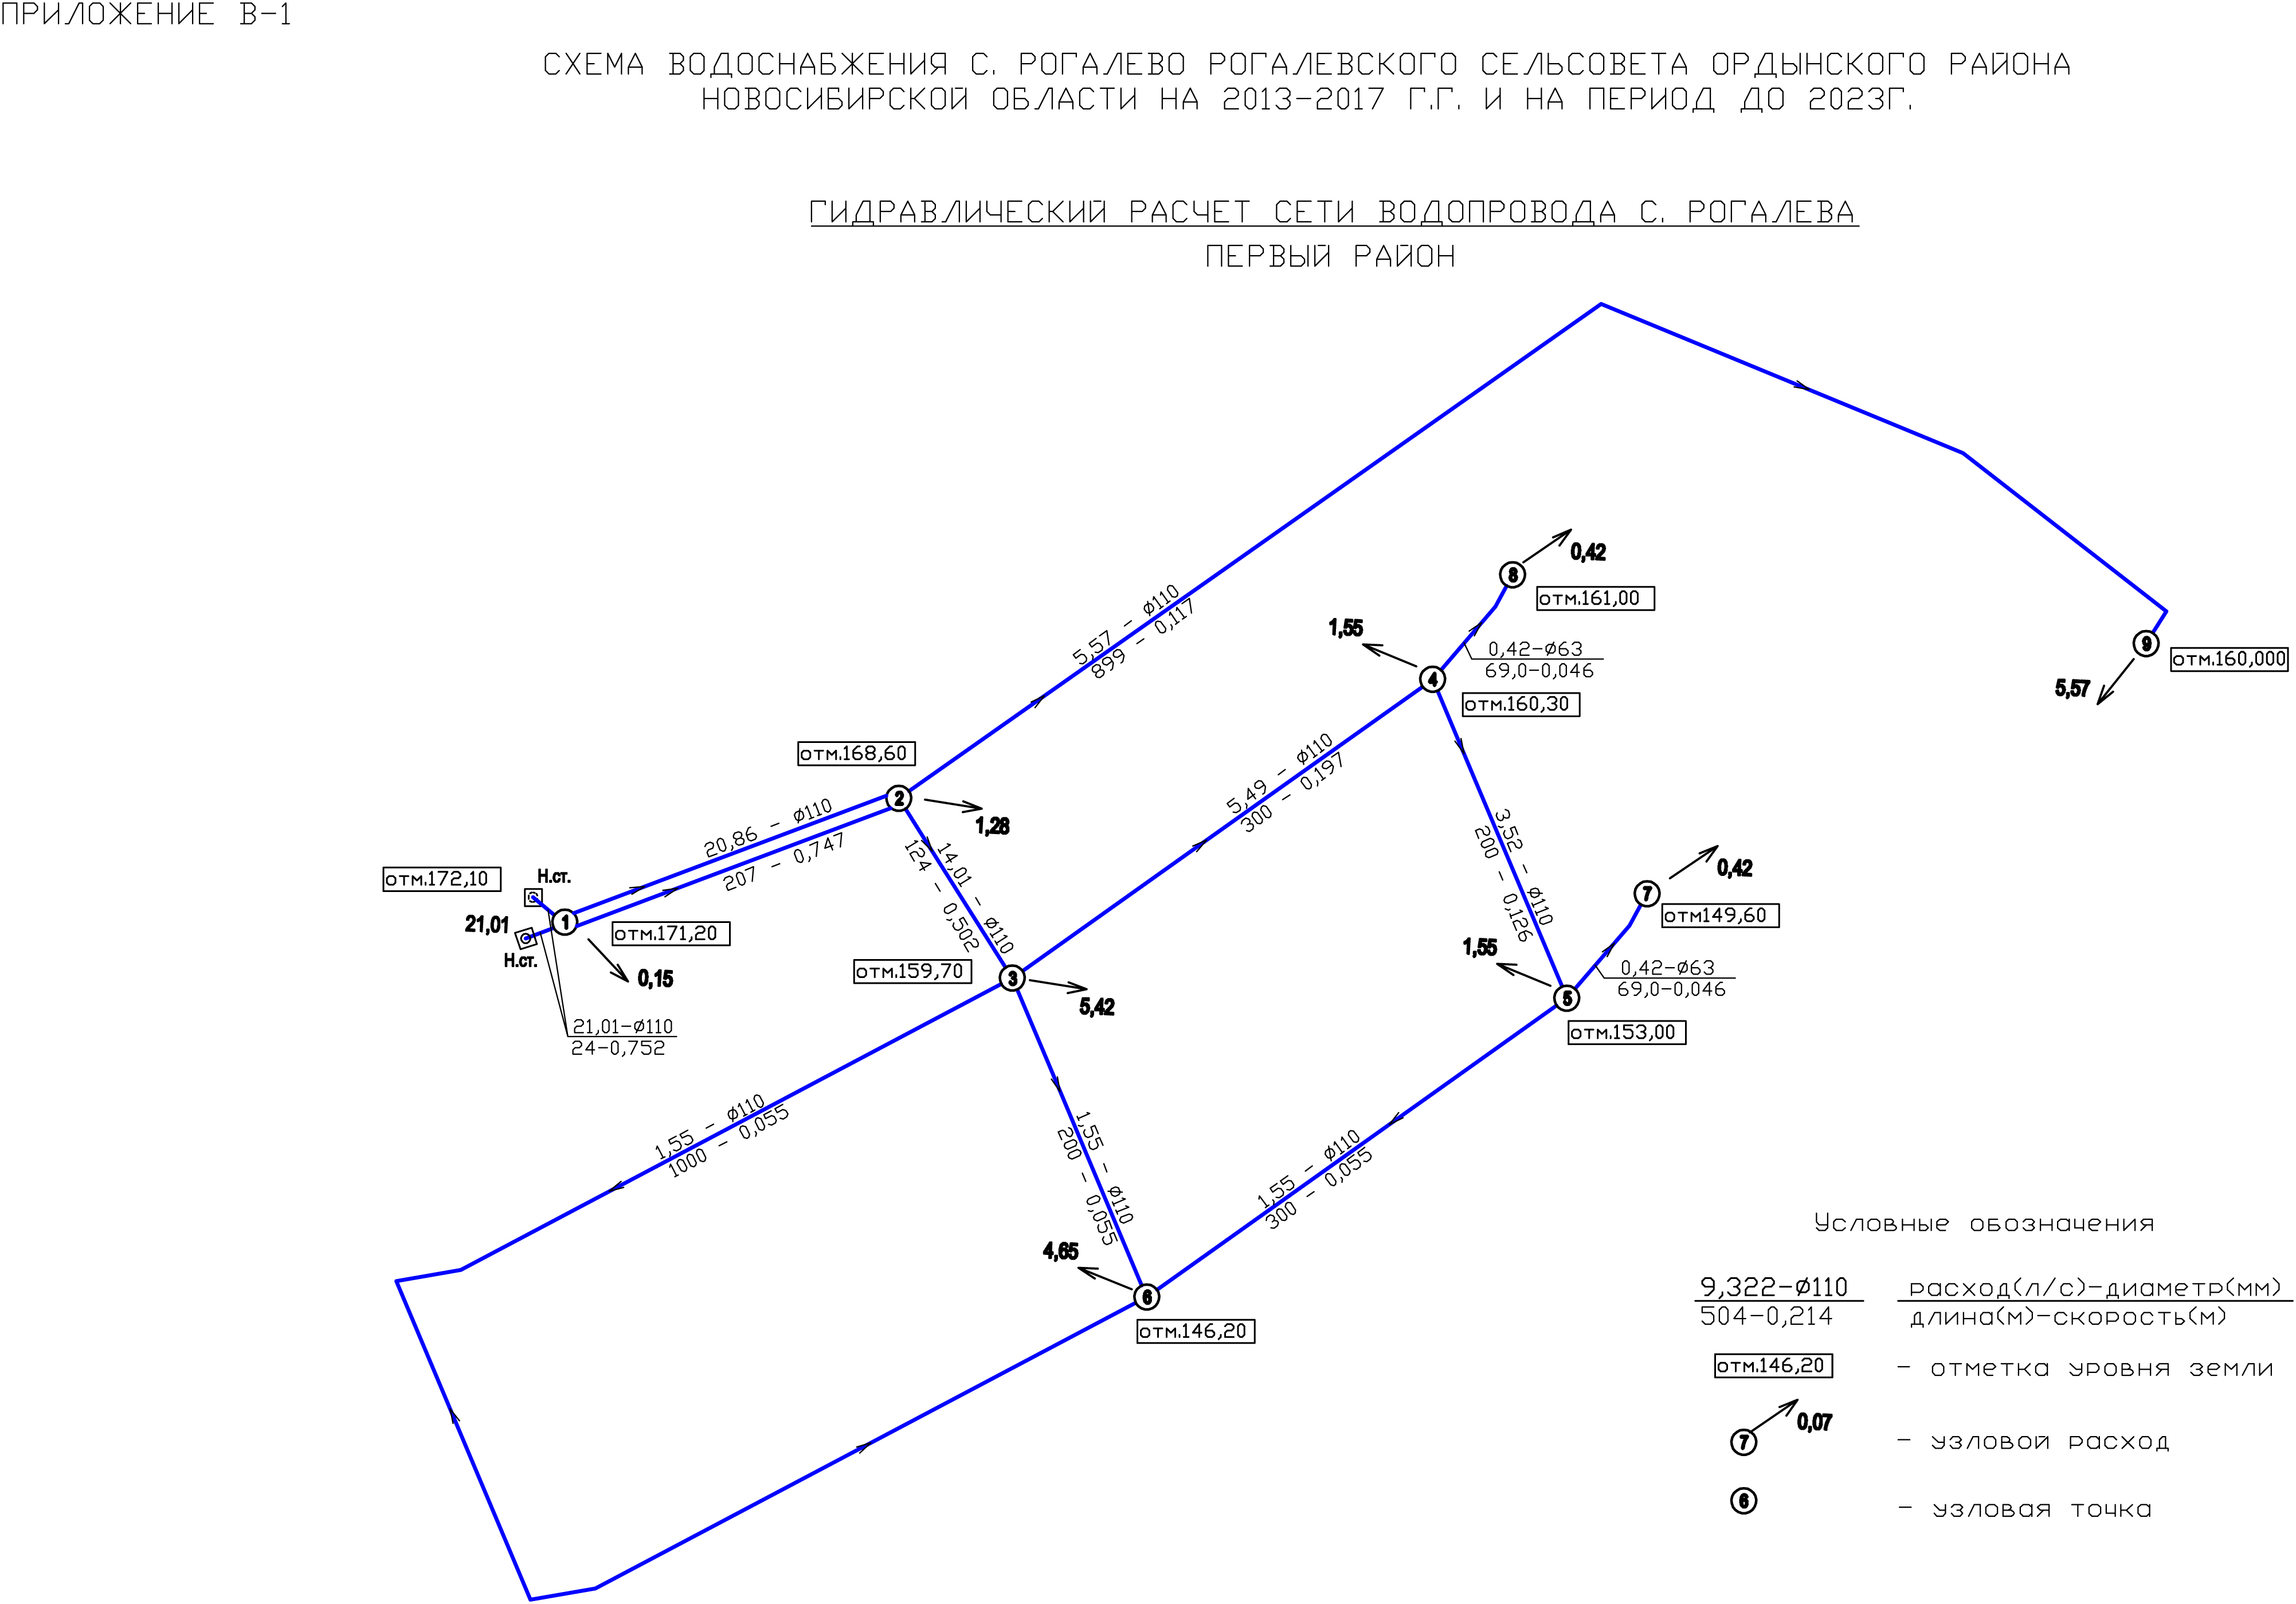 ПРИЛОЖЕНИЕ В-1
СХЕМА ВОДОСНАБЖЕНИЯ С. РОГАЛЕВО РОГАЛЕВСКОГО СЕЛЬСОВЕТА ОРДЫНСКОГО РАЙОНА
НОВОСИБИРСКОЙ ОБЛАСТИ НА 2013-2017 Г.Г. И НА ПЕРИОД ДО 2023Г.
ГИДРАВЛИЧЕСКИЙ РАСЧЕТ СЕТИ ВОДОПРОВОДА С. РОГАЛЕВА
ПЕРВЫЙ РАЙОН
0,42
8
отм.161,00
5,57 - Ø110
899 - 0,117
1,55
0,42-Ø63
69,0-0,046
4
отм.160,30
9
отм.160,000
5,57
отм.168,60
2
1,28
5,49 - Ø110
300 - 0,197
20,86 - Ø110
207 - 0,747
14,01 - Ø110
124 - 0,502
3,52 - Ø110
200 - 0,126
0,42
7
отм149,60
отм.172,10
Н.ст.
21,01
1
отм.171,20
Н.ст.
0,15
21,01-Ø110
24-0,752
отм.159,70
3
5,42
1,55
0,42-Ø63
69,0-0,046
5
отм.153,00
1,55 - Ø110
1000 - 0,055
1,55 - Ø110
200 - 0,055
1,55 - Ø110
300 - 0,055
4,65
6
отм.146,20
Условные обозначения
9,322-Ø110
расход(л/с)-диаметр(мм)
504-0,214
длина(м)-скорость(м)
отм.146,20
- отметка уровня земли
0,07
7
- узловой расход
6
- узловая точка